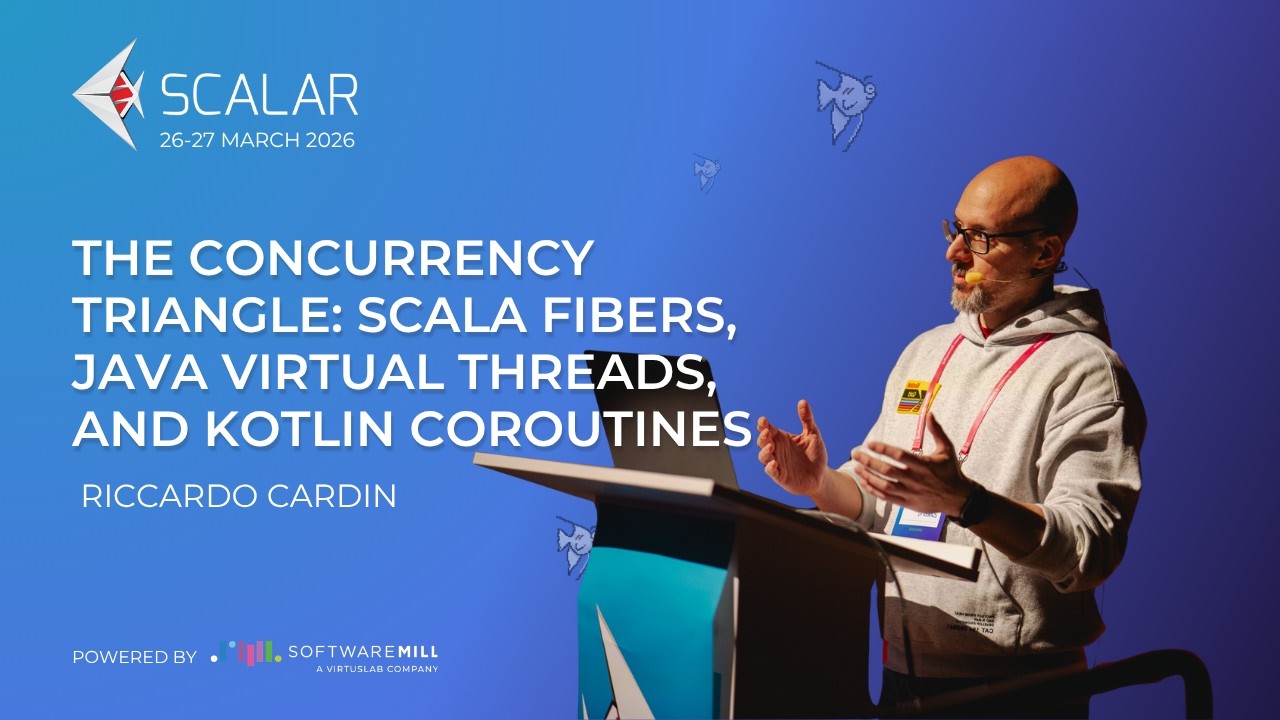 SCALAR
26-27 MARCH 2026
THE CONCURRENCY
TRIANGLE: SCALA FIBERS,
JAVA VIRTUAL THREADS,
AND KOTLIN COROUTINES
RICCARDO CARDIN
POWERED BY SOFTWAREMILL
A VIRTUSLAB COMPANY